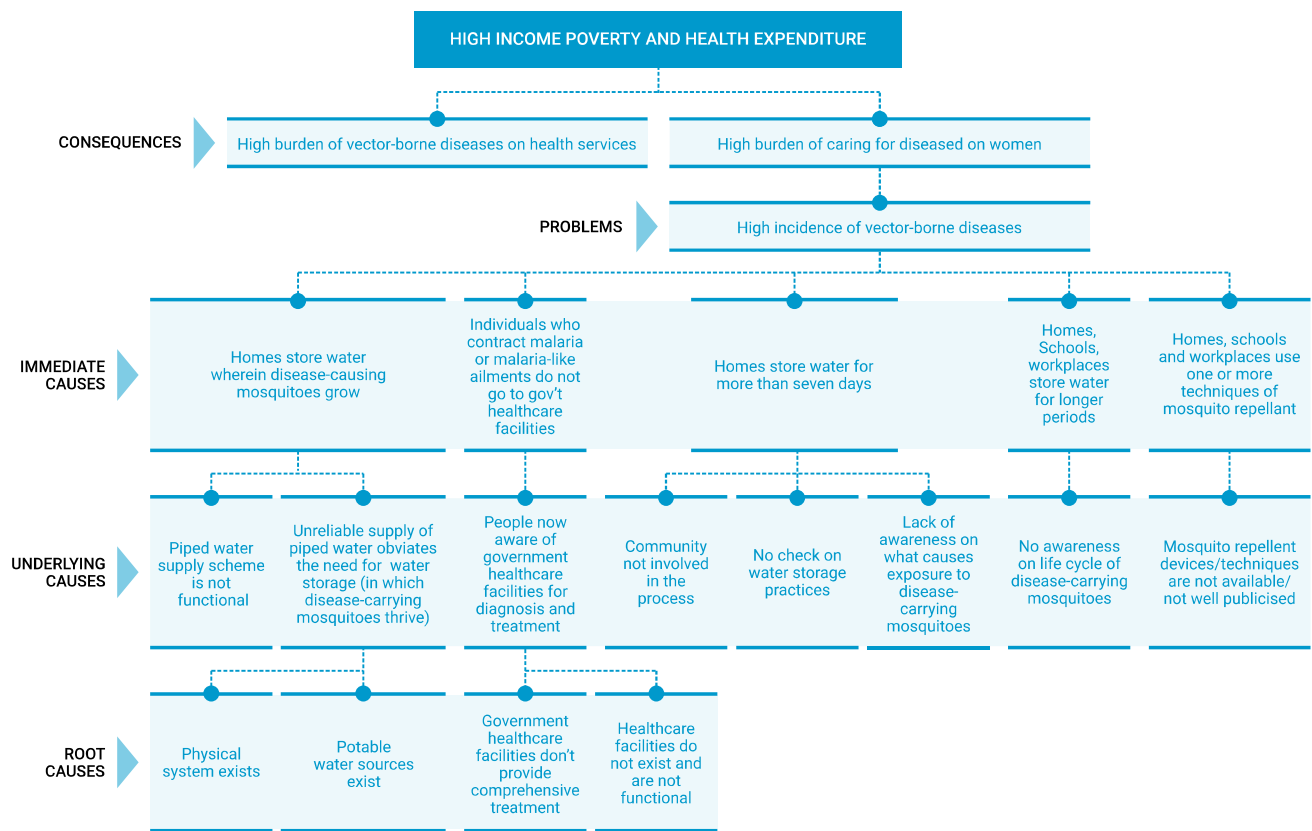 HIGH INCOME POVERTY AND HEALTH EXPENDITURE
CONSEQUENCES
High burden of vector-borne diseases on health services
High burden of caring for diseased on women
PROBLEMS
High incidence of vector-borne diseases
IMMEDIATE
CAUSES
Homes store water
wherein disease-causing
mosquitoes grow
Individuals who
contract malaria
or malaria-like
ailments do not
go to gov't
healthcare
facilities
Homes store water for
more than seven days
Homes,
Schools,
workplaces
store water
for longer
periods
Homes, schools
and workplaces use
one or more
techniques of
mosquito repellant
UNDERLYING
CAUSES
Piped water
supply scheme
is not
functional
Unreliable supply of
piped water obviates
the need for water
storage (in which
disease-carrying
mosquitoes thrive)
People now
aware of
government
healthcare
facilities for
diagnosis and
treatment
Community
not involved
in the
process
No check on
water storage
practices
Lack of
awareness on
what causes
exposure to
disease-
carrying
mosquitoes
No awareness
on life cycle of
disease-carrying
mosquitoes
Mosquito repellent
devices/techniques
are not available/
not well publicised
ROOT
CAUSES
Physical
system exists
Potable
water sources
exist
Government
healthcare
facilities don't
provide
comprehensive
treatment
Healthcare
facilities do
not exist and
are not
functional